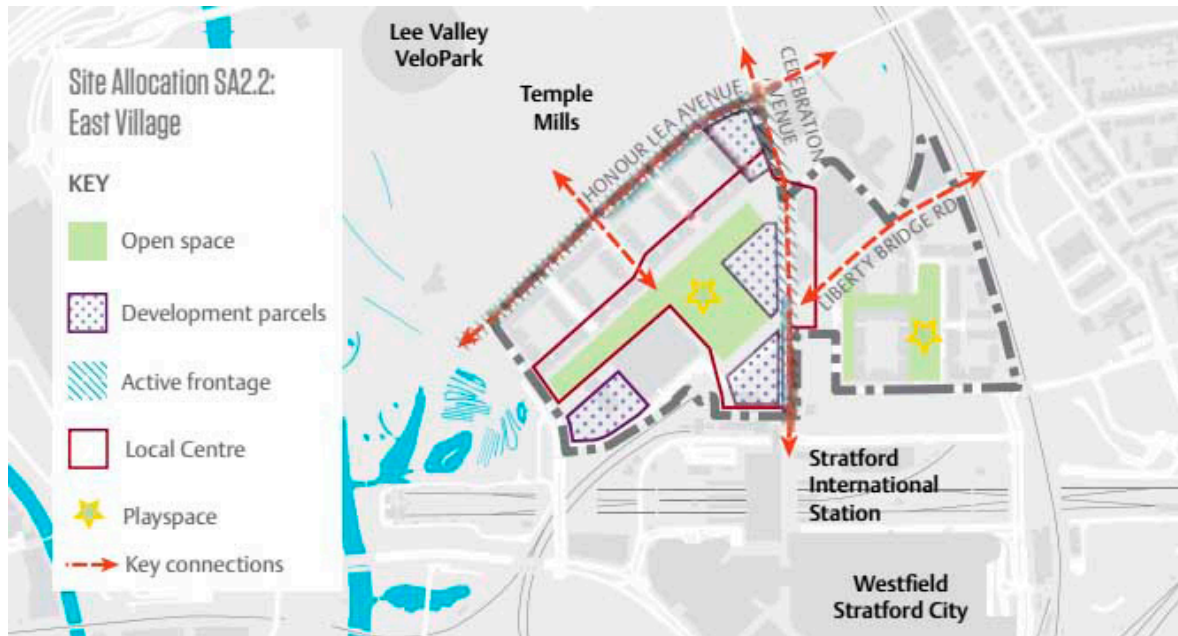 Site Allocation SA2.2:
East Village
KEY
Open space
Development parcels
Active frontage
Local Centre
Playspace
Key connections
Lee Valley
VeloPark
Temple
Mills
HONOUR LEA AVENUE
CELEBRATION
AVENUE
LIBERTY BRIDGE RD
Stratford
International
Station
Westfield
Stratford City